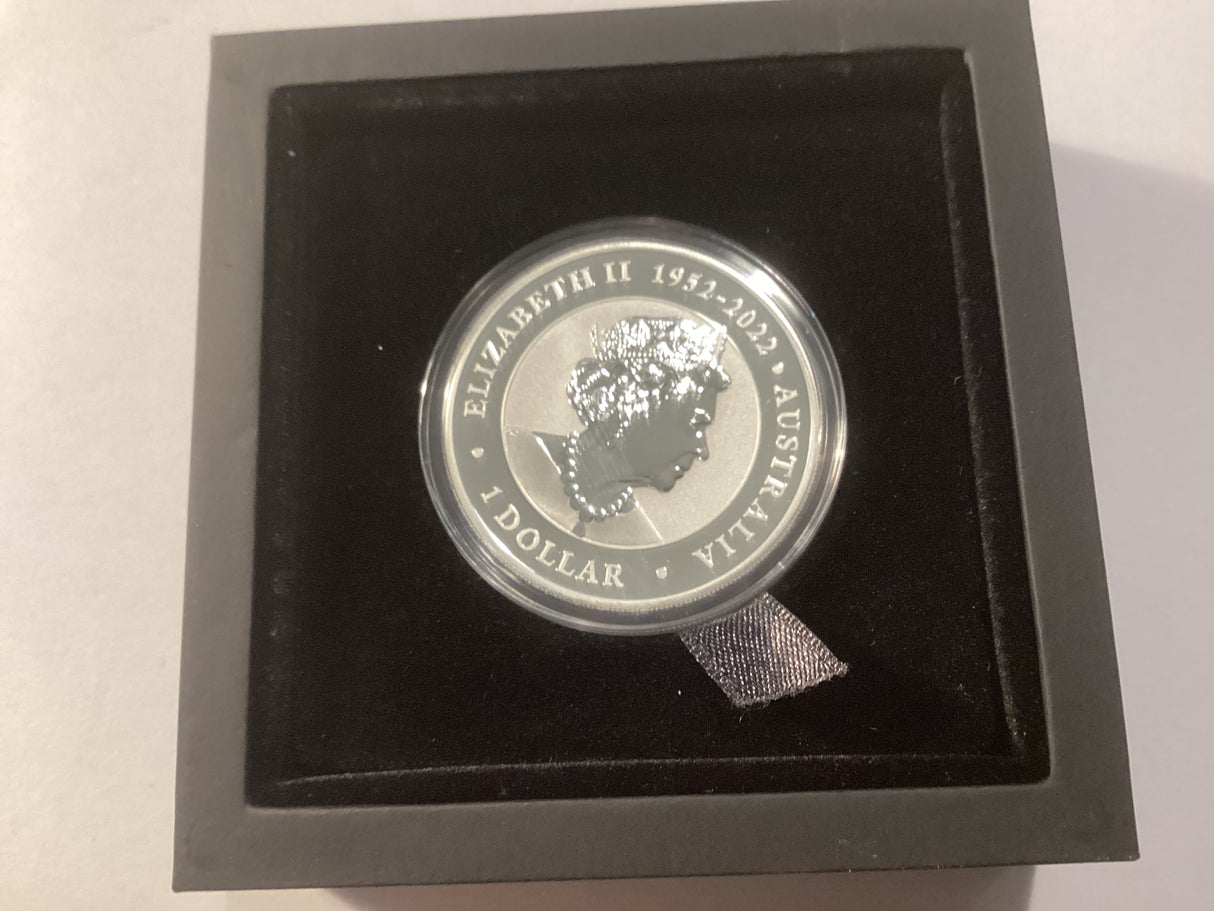 ELIZABETH II 1952-2022 • AUSTRALIA • 1 DOLLAR •